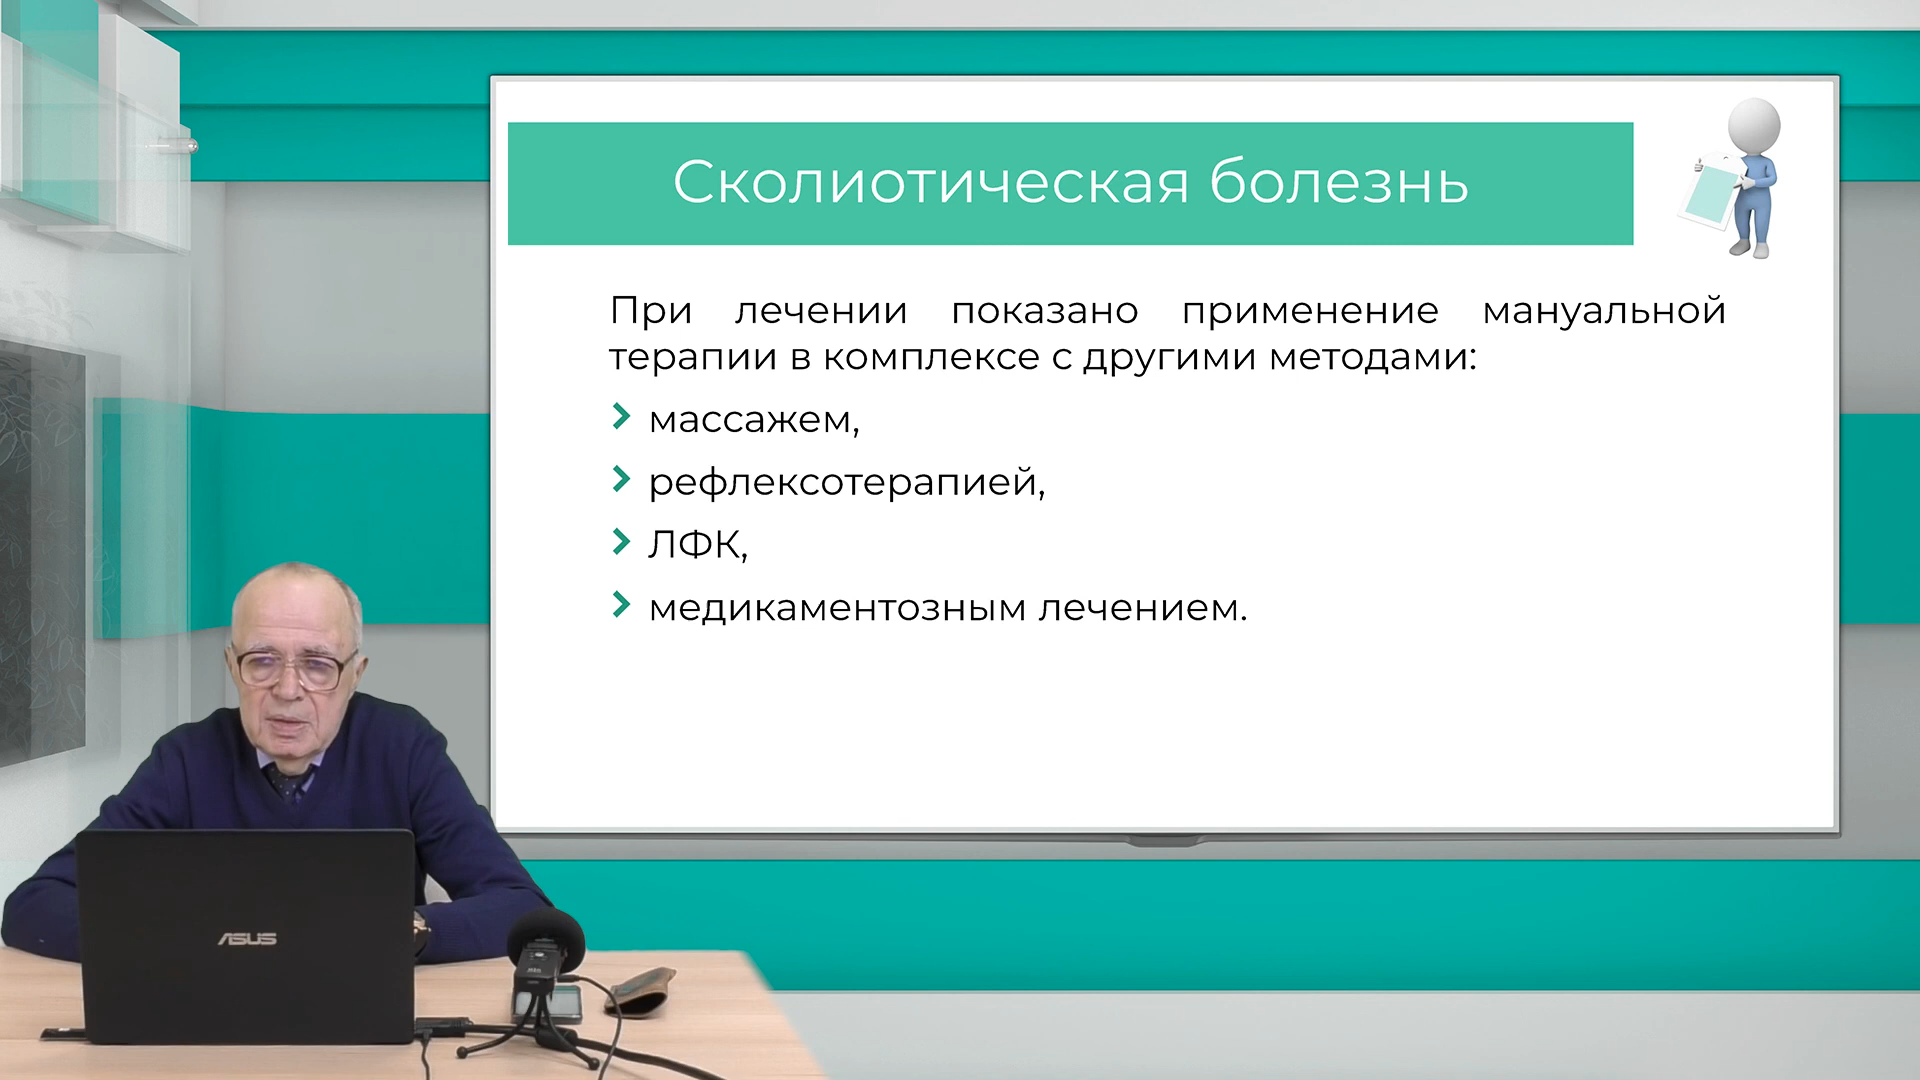 Сколиотическая болезнь
При лечении показано применение мануальной
терапии в комплексе с другими методами:
массажем,
рефлексотерапией,
ЛФК,
медикаментозным лечением.
ASUS